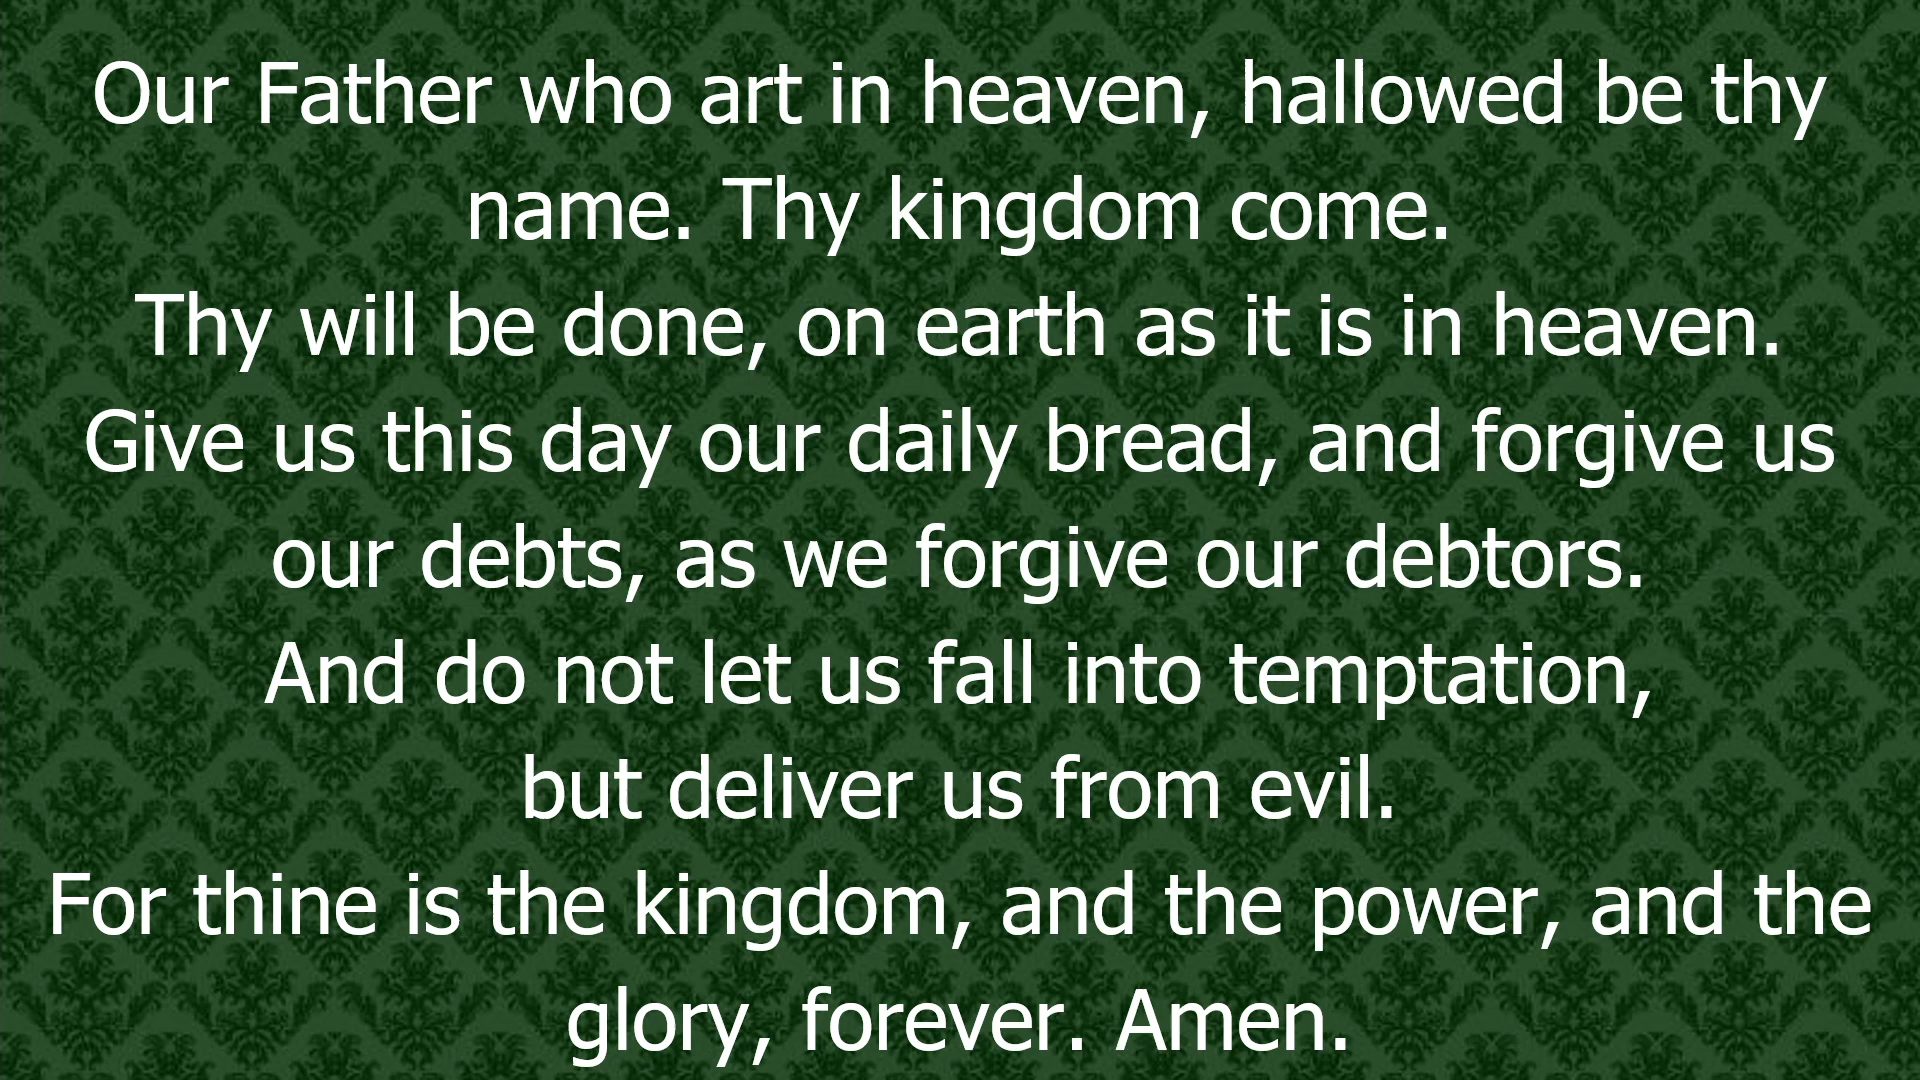 Our Father who art in heaven, hallowed be thy
name. Thy kingdom come.
Thy will be done, on earth as it is in heaven.
Give us this day our daily bread, and forgive us
our debts, as we forgive our debtors.
And do not let us fall into temptation,
but deliver us from evil.
For thine is the kingdom, and the power, and the
glory, forever. Amen.